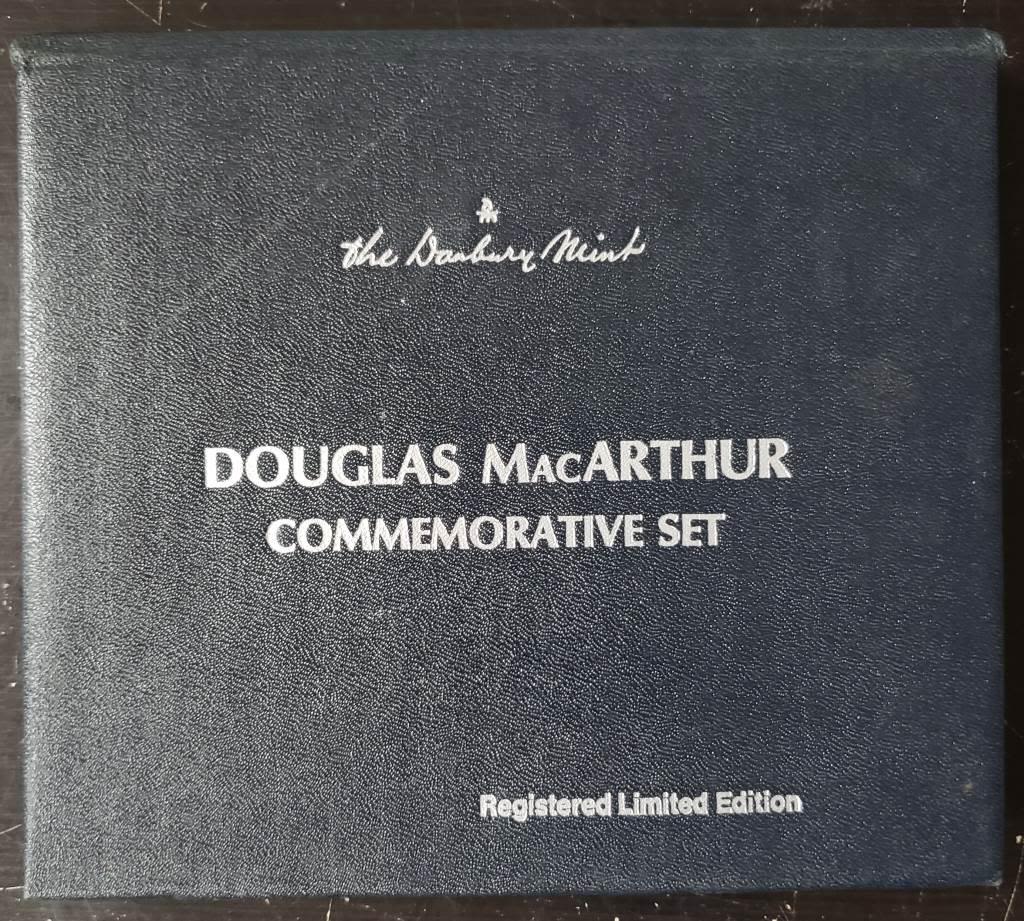 the Danbury Mint
DOUGLAS MacARTHUR
COMMEMORATIVE SET
Registered Limited Edition